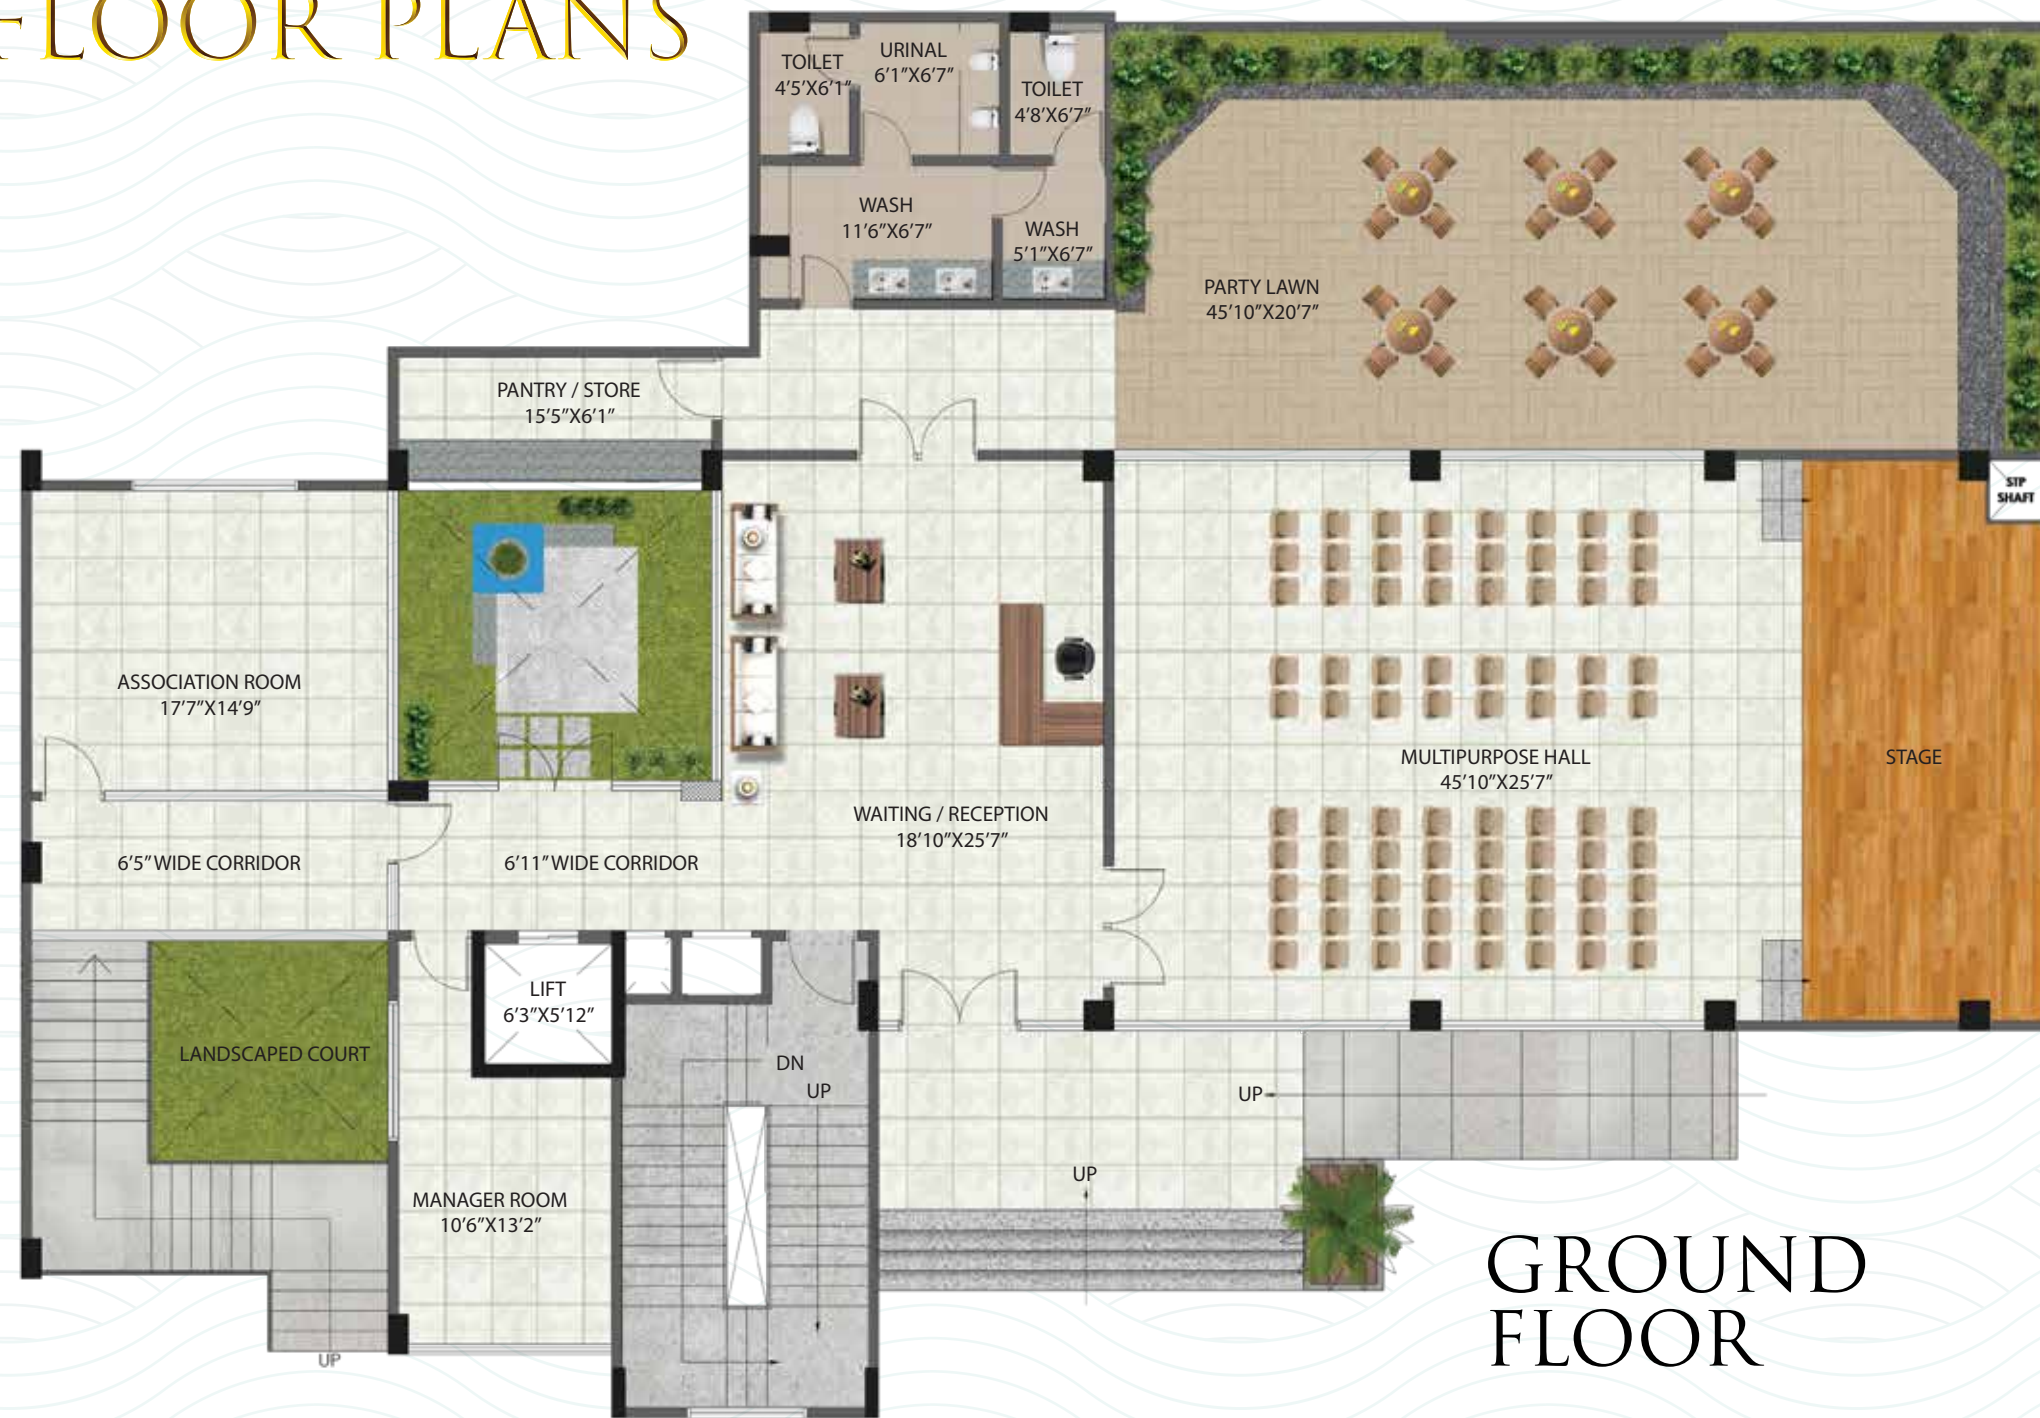 FLOOR PLANS
TOILET
4'5"X6'1"
URINAL
6'1"X6'7"
TOILET
4'8"X6'7"
WASH
11'6"X6'7"
WASH
5'1"X6'7"
PARTY LAWN
45'10"X20'7"
PANTRY / STORE
15'5"X6'1"
STP
SHAFT
ASSOCIATION ROOM
17'7"X14'9"
MULTIPURPOSE HALL
45'10"X25'7"
STAGE
WAITING / RECEPTION
18'10"X25'7"
6'5" WIDE CORRIDOR
6'11" WIDE CORRIDOR
LIFT
6'3"X5'12"
LANDSCAPED COURT
DN
UP
UP
UP
MANAGER ROOM
10'6"X13'2"
UP
GROUND
FLOOR